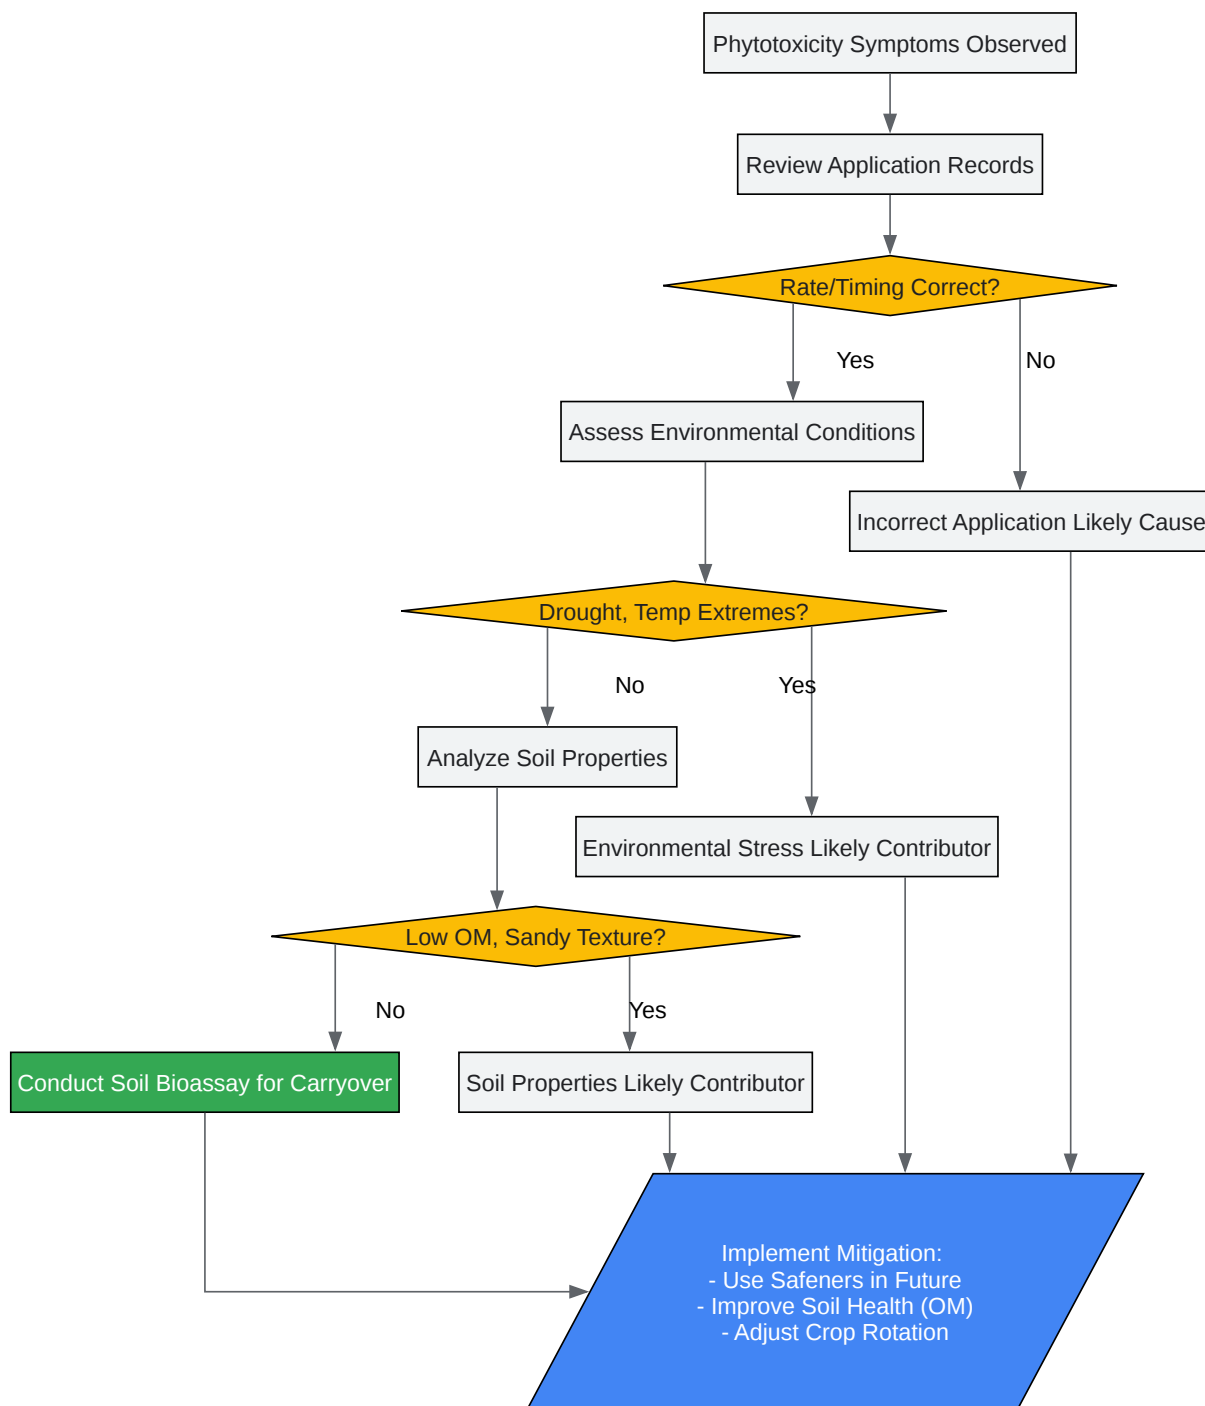 Phytotoxicity Symptoms Observed
Review Application Records
Rate/Timing Correct?
Yes
No
Assess Environmental Conditions
Incorrect Application Likely Cause
Drought, Temp Extremes?
No
Yes
Analyze Soil Properties
Environmental Stress Likely Contributor
Low OM, Sandy Texture?
No
Yes
Conduct Soil Bioassay for Carryover
Soil Properties Likely Contributor
Implement Mitigation:
- Use Safeners in Future
- Improve Soil Health (OM)
- Adjust Crop Rotation